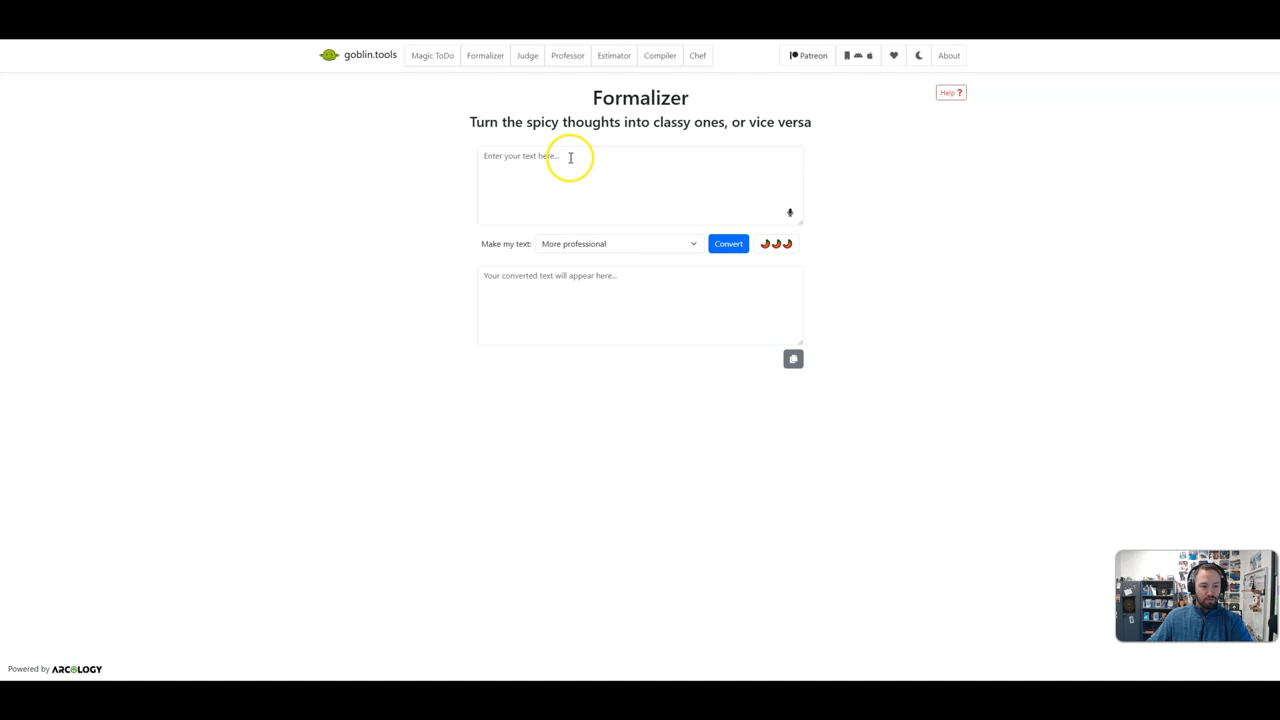 goblin.tools Magic ToDo Formalizer Judge Professor Estimator Compiler Chef Patreon About
Help ?
Formalizer
Turn the spicy thoughts into classy ones, or vice versa
Enter your text here...
Make my text: More professional Convert
Your converted text will appear here...
Powered by ARCOLOGY